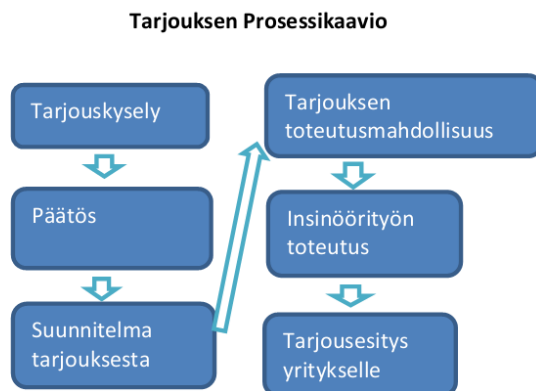 Tarjouksen Prosessikaavio
Tarjouskysely
Päätös
Suunnitelma
tarjouksesta
Tarjouksen
toteutusmahdollisuus
Insinöörityön
toteutus
Tarjousesitys
yritykselle